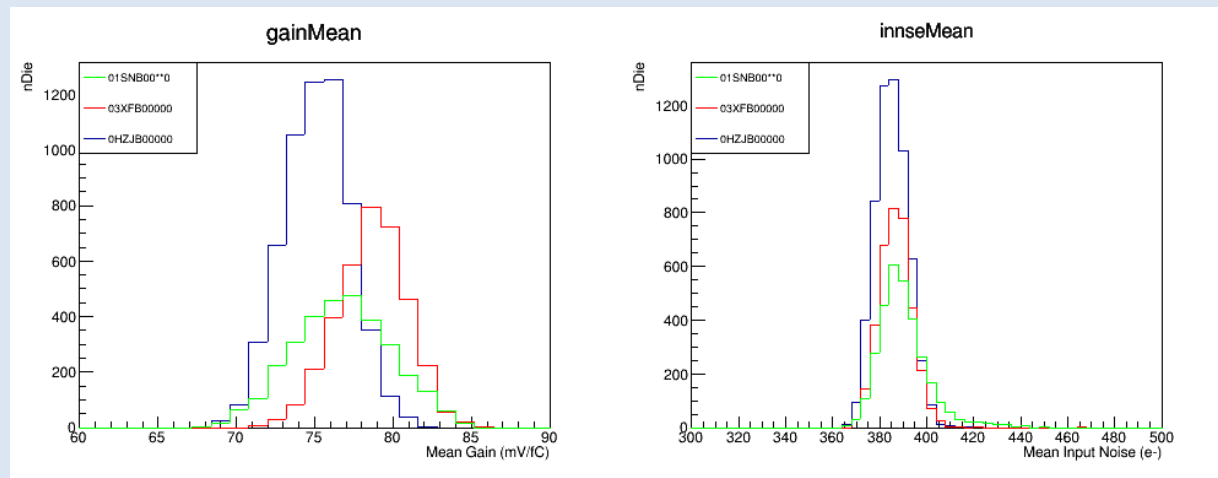 gainMean
nDie
01SNB00**0
03XFB00000
0HZJB00000
1200
1000
800
600
400
200
0
60 65 70 75 80 85 90
Mean Gain (mV/fC)
innseMean
nDie
01SNB00**0
03XFB00000
0HZJB00000
1200
1000
800
600
400
200
0
300 320 340 360 380 400 420 440 460 480 500
Mean Input Noise (e-)